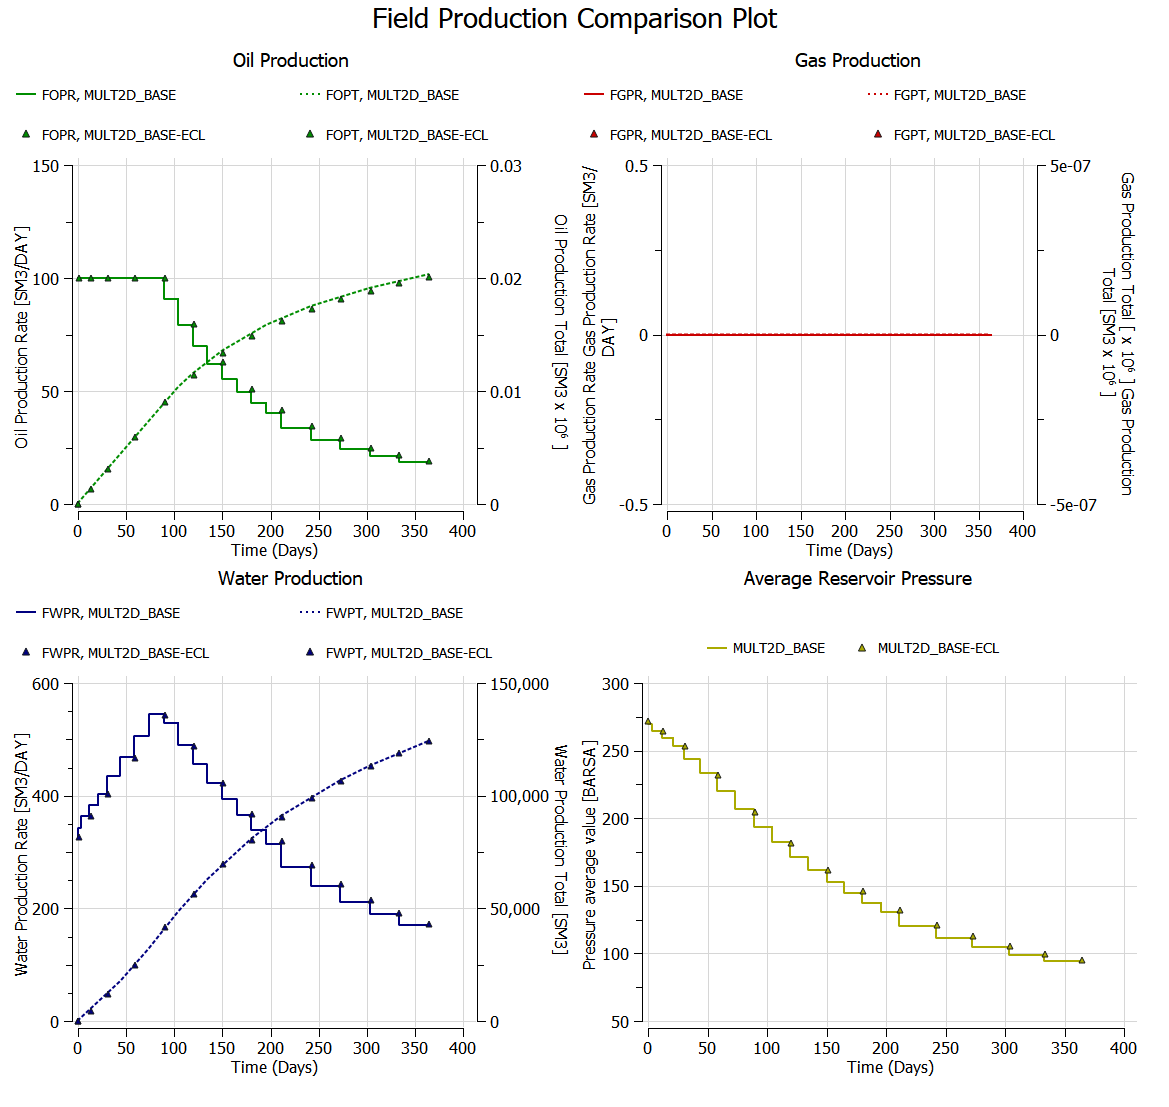 Field Production Comparison Plot
Oil Production
FOPR, MULT2D_BASE
FOPT, MULT2D_BASE
FOPR, MULT2D_BASE-ECL
FOPT, MULT2D_BASE-ECL
150
100
50
0
Oil Production Rate [SM3/DAY]
0.03
0.02
0.01
0
Oil Production Total [SM3 x 10⁶ ]
0 50 100 150 200 250 300 350 400
Time (Days)
Gas Production
FGPR, MULT2D_BASE
FGPT, MULT2D_BASE
FGPR, MULT2D_BASE-ECL
FGPT, MULT2D_BASE-ECL
0.5
0
-0.5
Gas Production Rate Gas Production Rate [SM3/
DAY]
5e-07
0
-5e-07
Gas Production Total [ x 10⁶ ] Gas Production
Total [SM3 x 10⁶ ]
0 50 100 150 200 250 300 350 400
Time (Days)
Water Production
FWPR, MULT2D_BASE
FWPT, MULT2D_BASE
FWPR, MULT2D_BASE-ECL
FWPT, MULT2D_BASE-ECL
600
400
200
0
Water Production Rate [SM3/DAY]
150,000
100,000
50,000
0
Water Production Total [SM3]
0 50 100 150 200 250 300 350 400
Time (Days)
Average Reservoir Pressure
MULT2D_BASE
MULT2D_BASE-ECL
300
250
200
150
100
50
Pressure average value [BARSA ]
0 50 100 150 200 250 300 350 400
Time (Days)